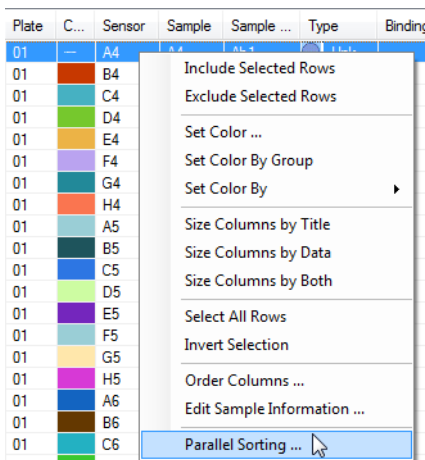 Plate C... Sensor Sample Sample ... Type Binding
01 A4 A4 Ab1
01 B4
01 C4
01 D4
01 E4
01 F4
01 G4
01 H4
01 A5
01 B5
01 C5
01 D5
01 E5
01 F5
01 G5
01 H5
01 A6
01 B6
01 C6
Include Selected Rows
Exclude Selected Rows
Set Color ...
Set Color By Group
Set Color By
Size Columns by Title
Size Columns by Data
Size Columns by Both
Select All Rows
Invert Selection
Order Columns ...
Edit Sample Information ...
Parallel Sorting ...